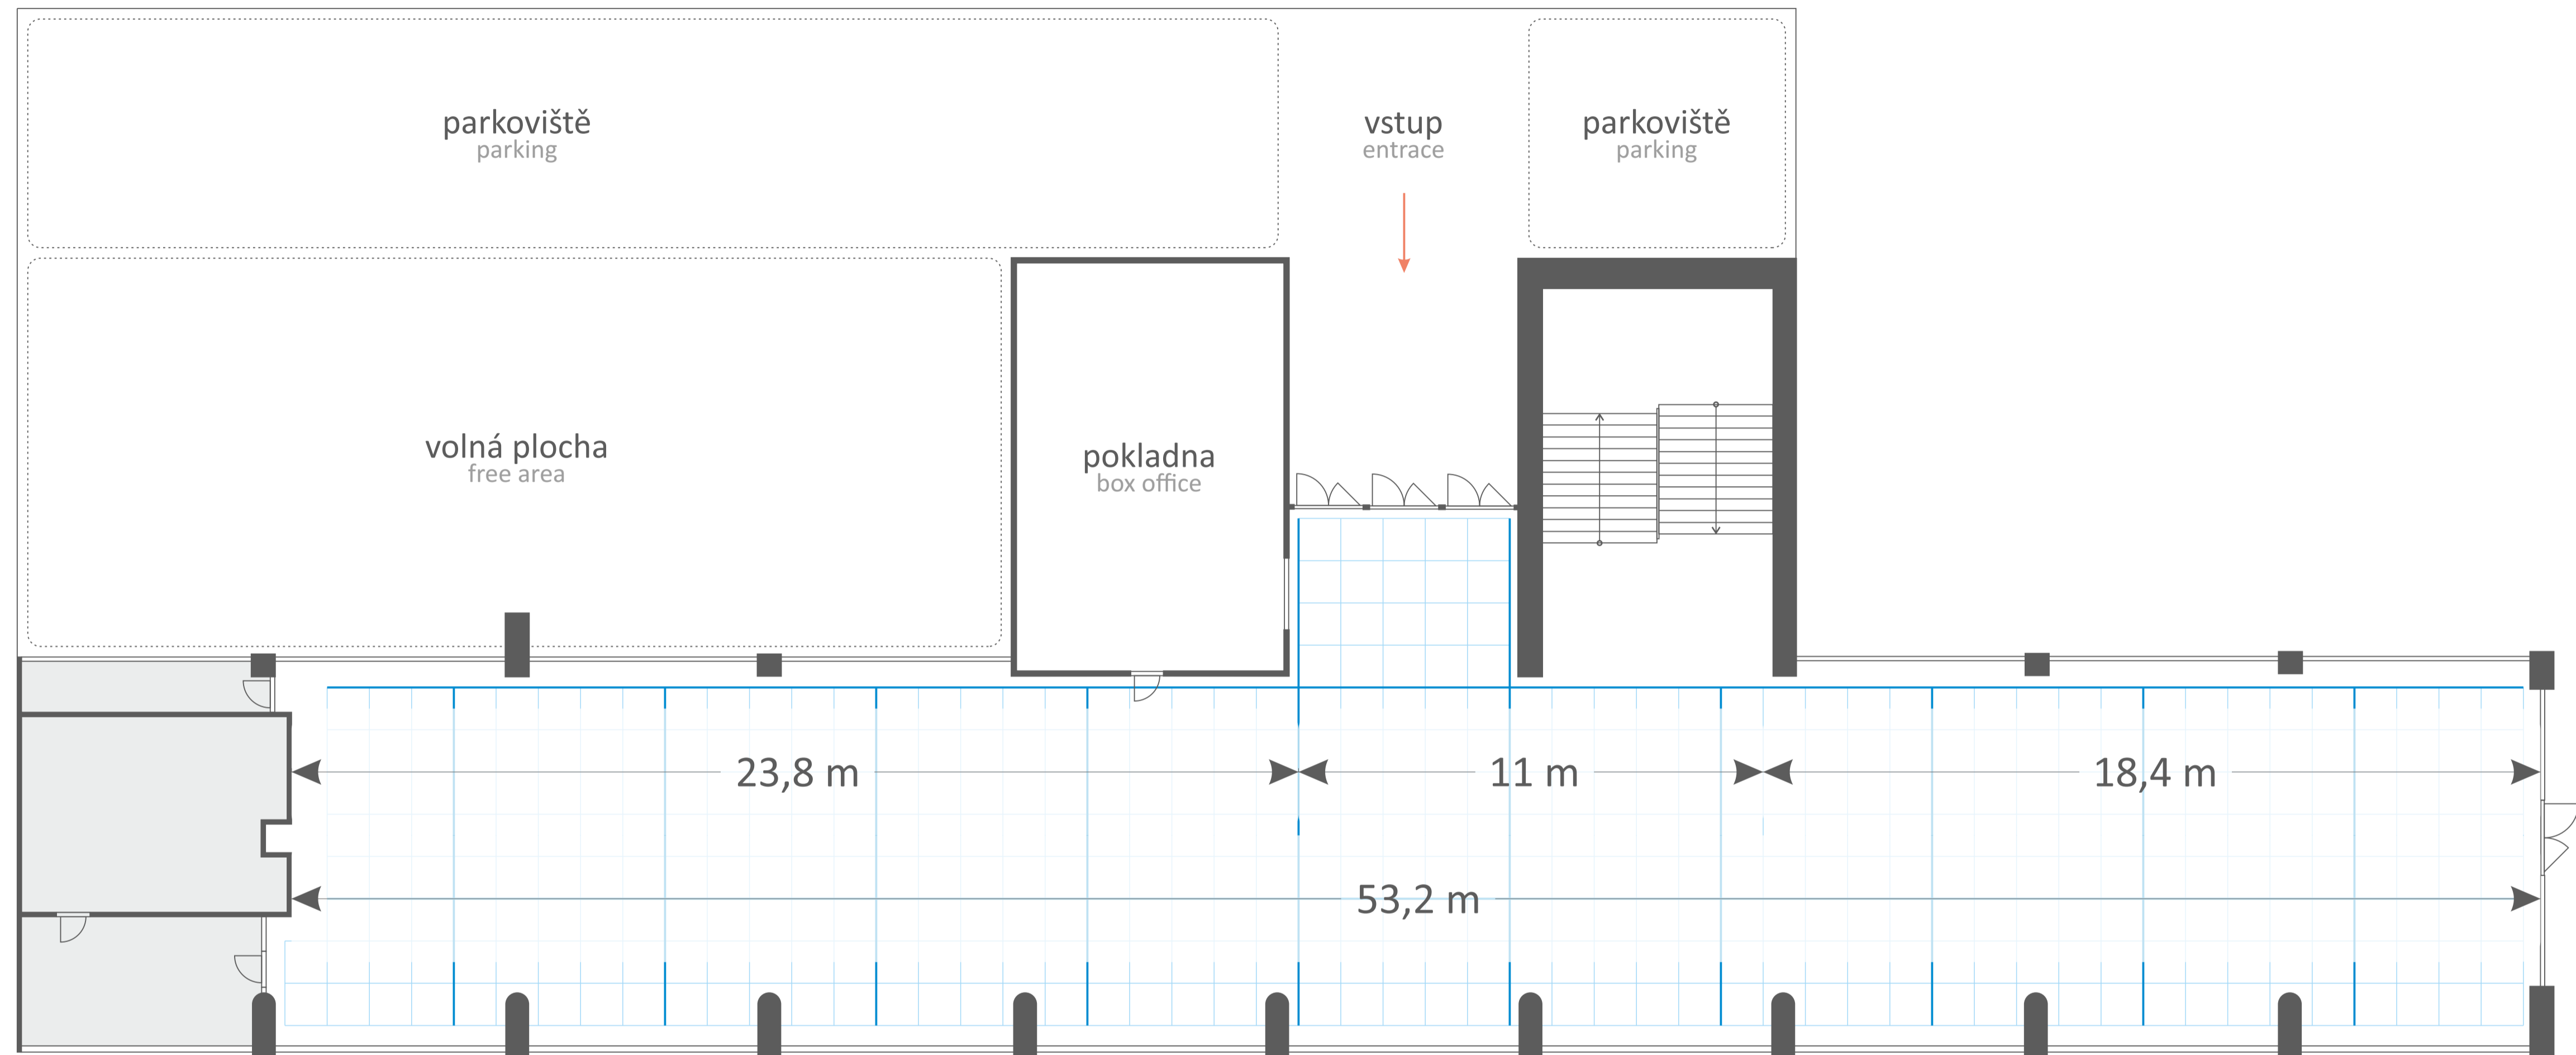 parkoviště
parking
vstup
entrace
parkoviště
parking
volná plocha
free area
pokladna
box office
23,8 m
11 m
18,4 m
53,2 m